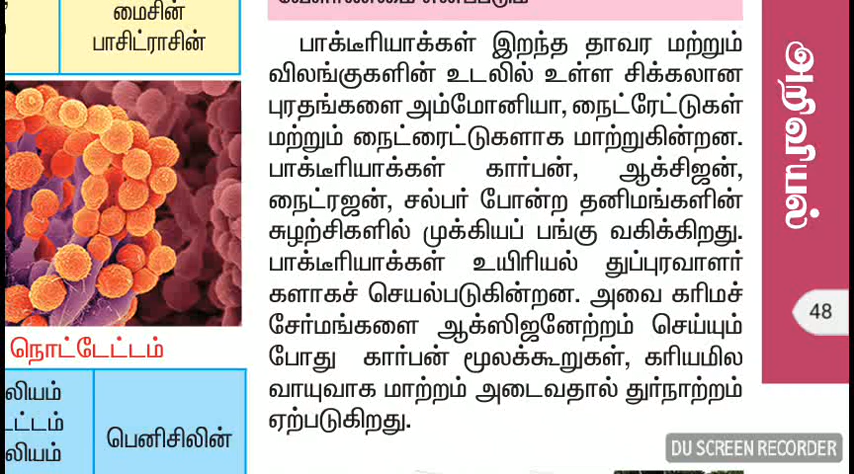 மைசின்
பாசிட்ராசின்
பாக்டீரியாக்கள் இறந்த தாவர மற்றும்
விலங்குகளின் உடலில் உள்ள சிக்கலான
புரதங்களை அம்மோனியா, நைட்ரேட்டுகள்
மற்றும் நைட்ரைட்டுகளாக மாற்றுகின்றன.
பாக்டீரியாக்கள் கார்பன், ஆக்சிஜன்,
நைட்ரஜன், சல்பர் போன்ற தனிமங்களின்
சுழற்சிகளில் முக்கியப் பங்கு வகிக்கிறது.
பாக்டீரியாக்கள் உயிரியல் துப்புரவாளர்
களாகச் செயல்படுகின்றன. அவை கரிமச்
சேர்மங்களை ஆக்ஸிஜனேற்றம் செய்யும்
போது கார்பன் மூலக்கூறுகள், கரியமில
வாயுவாக மாற்றம் அடைவதால் துர்நாற்றம்
ஏற்படுகிறது.
அறிவியல்
48
நொட்டேட்டம்
பெனிசிலின்
DU SCREEN RECORDER